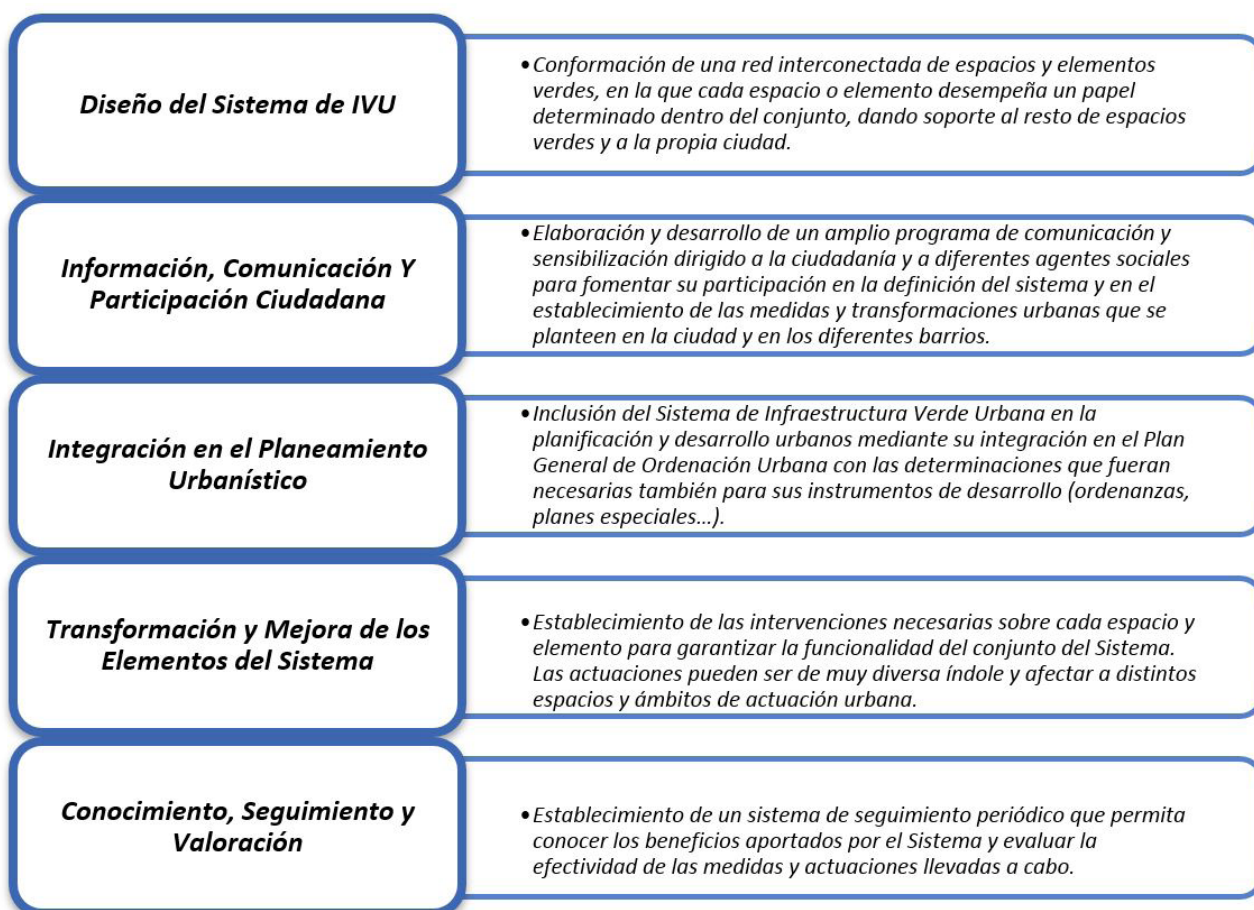 Diseño del Sistema de IVU
•Conformación de una red interconectada de espacios y elementos
verdes, en la que cada espacio o elemento desempeña un papel
determinado dentro del conjunto, dando soporte al resto de espacios
verdes y a la propia ciudad.
Información, Comunicación Y
Participación Ciudadana
•Elaboración y desarrollo de un amplio programa de comunicación y
sensibilización dirigido a la ciudadanía y a diferentes agentes sociales
para fomentar su participación en la definición del sistema y en el
establecimiento de las medidas y transformaciones urbanas que se
planteen en la ciudad y en los diferentes barrios.
Integración en el Planeamiento
Urbanístico
•Inclusión del Sistema de Infraestructura Verde Urbana en la
planificación y desarrollo urbanos mediante su integración en el Plan
General de Ordenación Urbana con las determinaciones que fueran
necesarias también para sus instrumentos de desarrollo (ordenanzas,
planes especiales...).
Transformación y Mejora de los
Elementos del Sistema
•Establecimiento de las intervenciones necesarias sobre cada espacio y
elemento para garantizar la funcionalidad del conjunto del Sistema.
Las actuaciones pueden ser de muy diversa índole y afectar a distintos
espacios y ámbitos de actuación urbana.
Conocimiento, Seguimiento y
Valoración
•Establecimiento de un sistema de seguimiento periódico que permita
conocer los beneficios aportados por el Sistema y evaluar la
efectividad de las medidas y actuaciones llevadas a cabo.